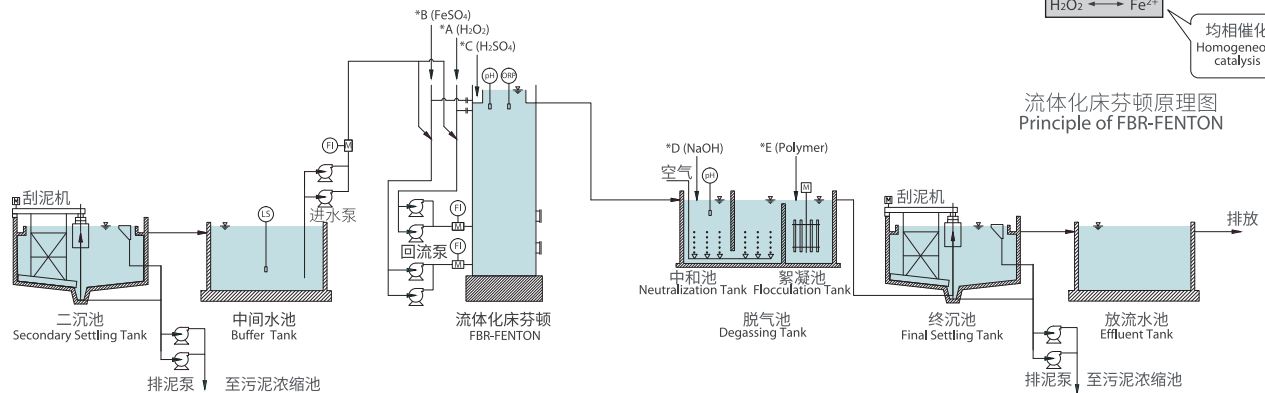 H₂O₂ Fe²⁺
均相催化
catalysis
流体化床芬顿原理图
Principle of FBR-FENTON
*B (FeSO₄)
*A (H₂O₂)
*C (H₂SO₄)
pH
ORP
FI
M
进水泵
M
刮泥机
LS
FI
M
回流泵
FI
M
*D (NaOH)
*E (Polymer)
空气
pH
M
M
刮泥机
排放
二沉池
Secondary Settling Tank
中间水池
Buffer Tank
流体化床芬顿
FBR-FENTON
中和池
Neutralization Tank
絮凝池
Flocculation Tank
脱气池
Degassing Tank
终沉池
Final Settling Tank
放流水池
Effluent Tank
排泥泵
至污泥浓缩池
排泥泵
至污泥浓缩池